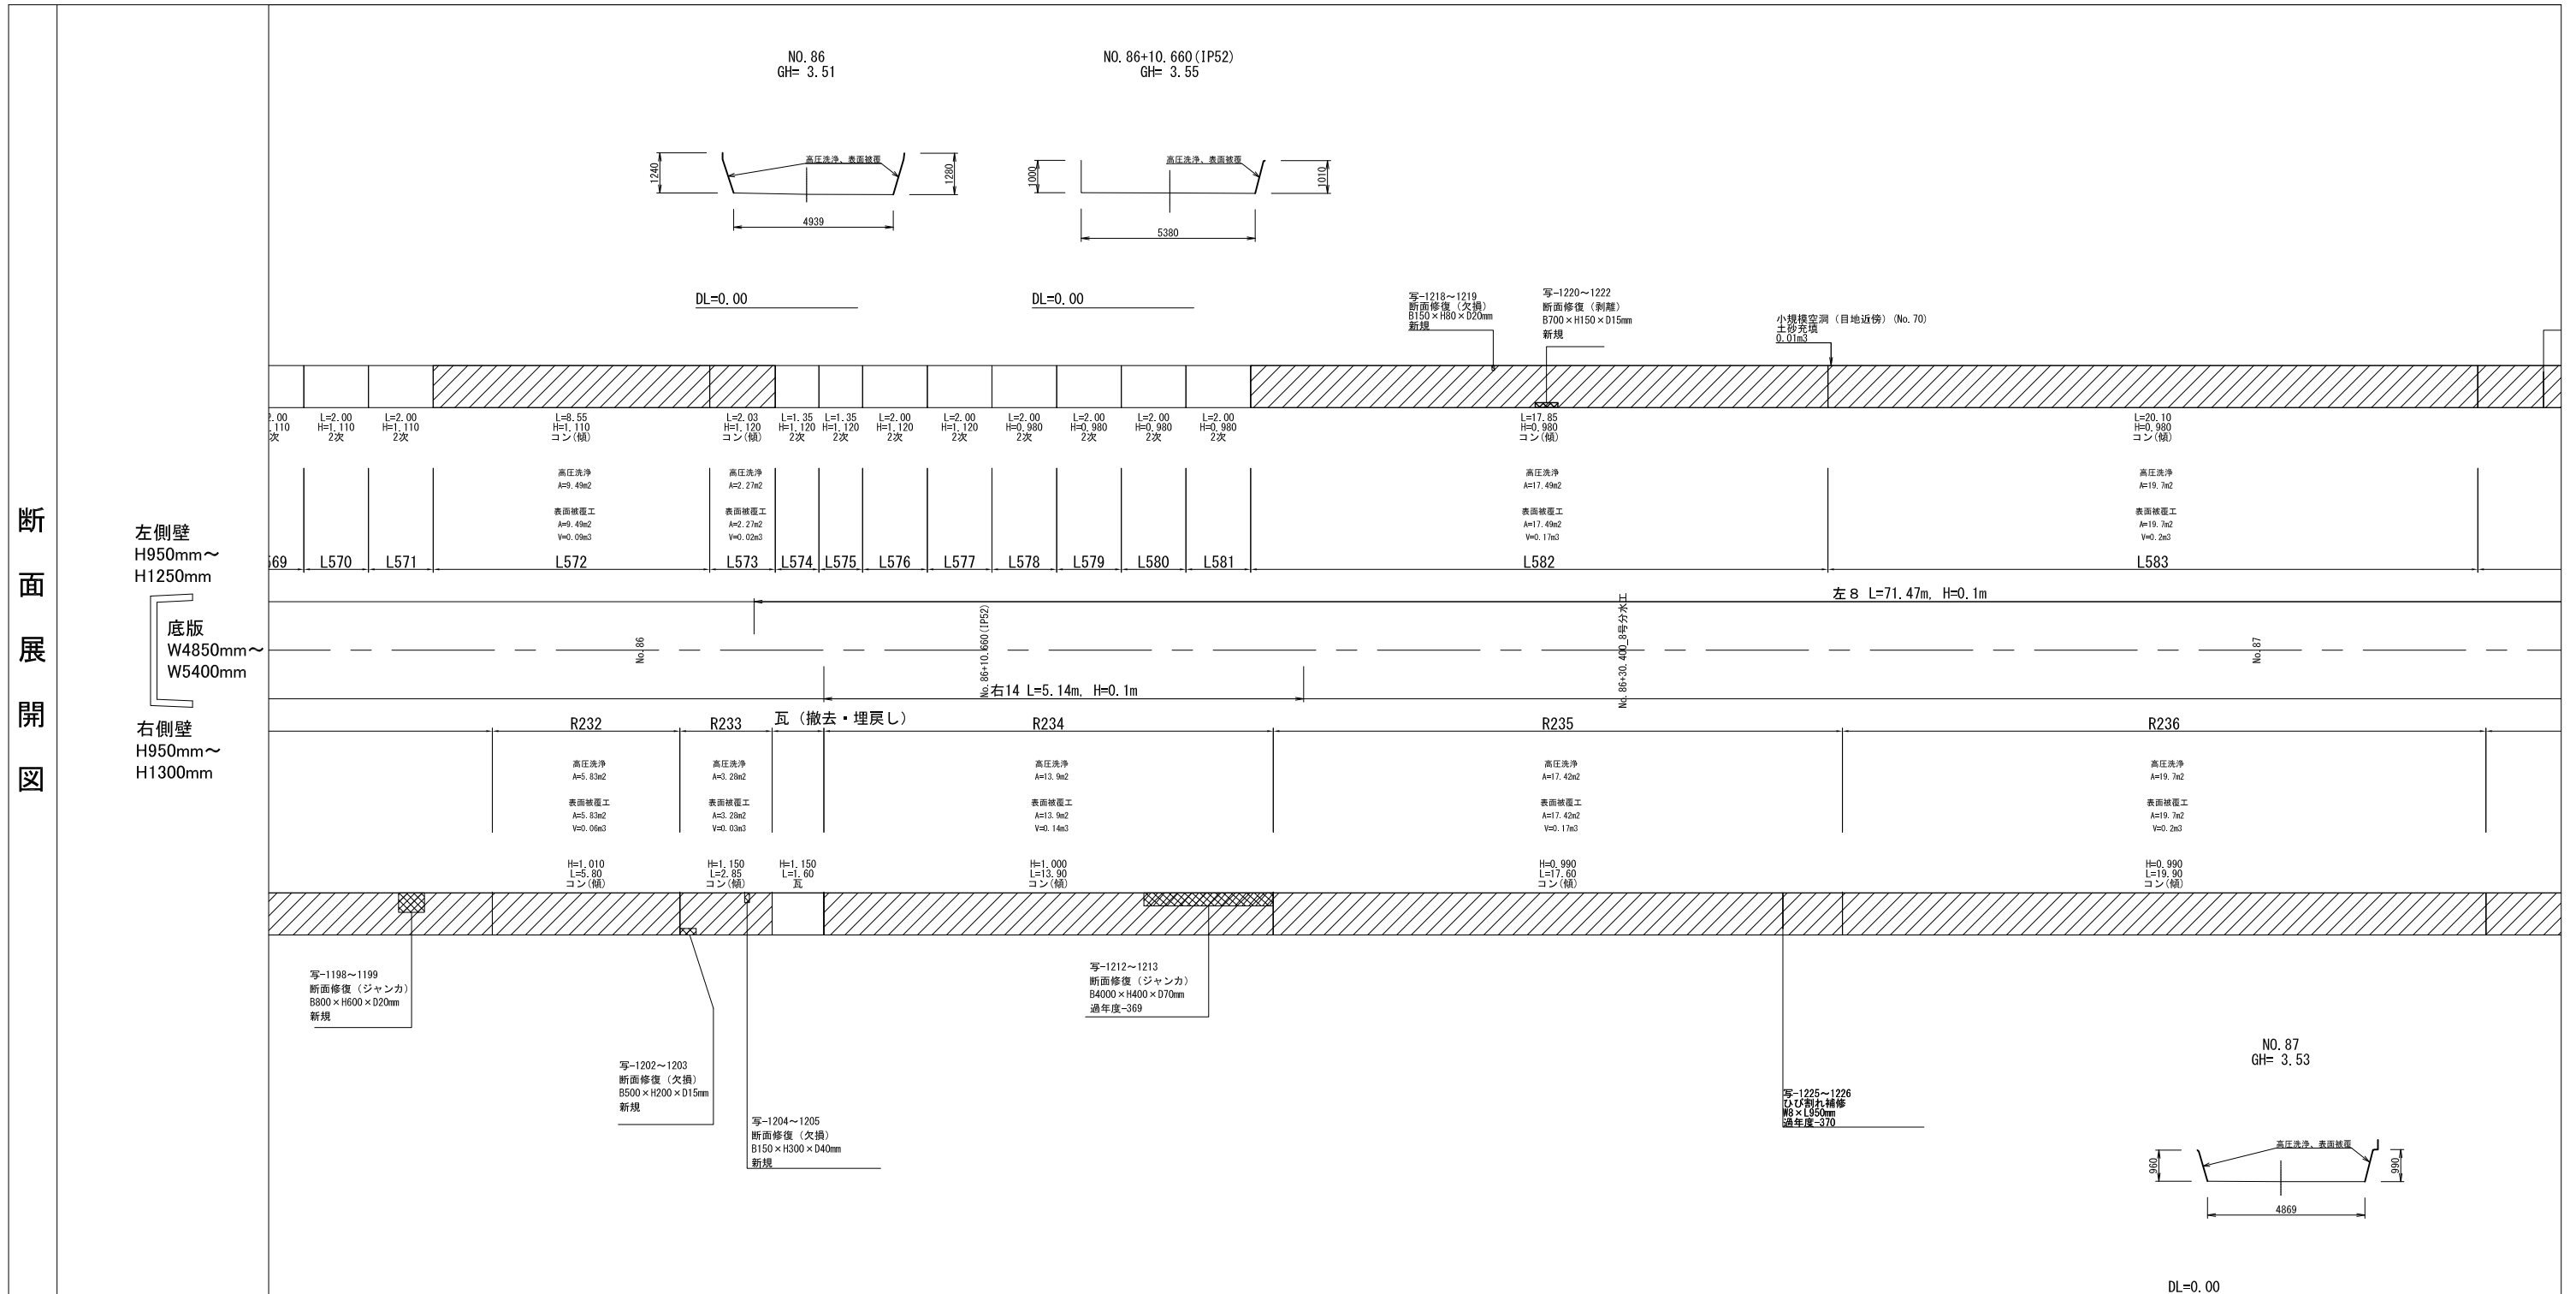 断面展開図
NO.86
GH= 3.51
1240
高圧洗浄、表面被覆
1280
4939
DL=0.00
NO.86+10.660(IP52)
GH= 3.55
1000
高圧洗浄、表面被覆
1010
5380
DL=0.00
写-1218～1219
断面修復（欠損）
B150×H80×D20mm
新規
写-1220～1222
断面修復（剥離）
B700×H150×D15mm
新規
小規模空洞（目地近傍）(No.70)
土砂充填
0.01m3
2.00
.110
次
L=2.00
H=1.110
2次
L=2.00
H=1.110
2次
L=8.55
H=1.110
コン(傾)
L=2.03
H=1.120
コン(傾)
L=1.35
H=1.120
2次
L=1.35
H=1.120
2次
L=2.00
H=1.120
2次
L=2.00
H=1.120
2次
L=2.00
H=0.980
2次
L=2.00
H=0.980
2次
L=2.00
H=0.980
2次
L=2.00
H=0.980
2次
L=17.85
H=0.980
コン(傾)
L=20.10
H=0.980
コン(傾)
高圧洗浄
A=9.49m2
表面被覆工
A=9.49m2
V=0.09m3
高圧洗浄
A=2.27m2
表面被覆工
A=2.27m2
V=0.02m3
高圧洗浄
A=17.49m2
表面被覆工
A=17.49m2
V=0.17m3
高圧洗浄
A=19.7m2
表面被覆工
A=19.7m2
V=0.2m3
569
L570
L571
L572
L573
L574
L575
L576
L577
L578
L579
L580
L581
L582
L583
左側壁
H950mm～
H1250mm
底版
W4850mm～
W5400mm
右側壁
H950mm～
H1300mm
左８ L=71.47m, H=0.1m
No.86
No.86+10.660(IP52)
No.86+30.400_8号分水工
No.87
右14 L=5.14m, H=0.1m
R232
R233
瓦（撤去・埋戻し）
R234
R235
R236
高圧洗浄
A=5.83m2
表面被覆工
A=5.83m2
V=0.06m3
高圧洗浄
A=3.28m2
表面被覆工
A=3.28m2
V=0.03m3
高圧洗浄
A=13.9m2
表面被覆工
A=13.9m2
V=0.14m3
高圧洗浄
A=17.42m2
表面被覆工
A=17.42m2
V=0.17m3
高圧洗浄
A=19.7m2
表面被覆工
A=19.7m2
V=0.2m3
H=1.010
L=5.80
コン(傾)
H=1.150
L=2.85
コン(傾)
H=1.150
L=1.60
瓦
H=1.000
L=13.90
コン(傾)
H=0.990
L=17.60
コン(傾)
H=0.990
L=19.90
コン(傾)
写-1198～1199
断面修復（ジャンカ）
B800×H600×D20mm
新規
写-1202～1203
断面修復（欠損）
B500×H200×D15mm
新規
写-1204～1205
断面修復（欠損）
B150×H300×D40mm
新規
写-1212～1213
断面修復（ジャンカ）
B4000×H400×D70mm
過年度-369
写-1225～1226
ひび割れ補修
W8×L950mm
過年度-370
NO.87
GH= 3.53
960
高圧洗浄、表面被覆
990
4869
DL=0.00